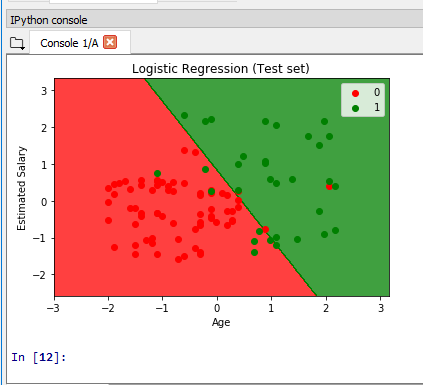 IPython console
Console 1/A
Logistic Regression (Test set)
0
1
3
2
1
0
−1
−2
Estimated Salary
−3
−2
−1
0
1
2
3
Age
In [12]: